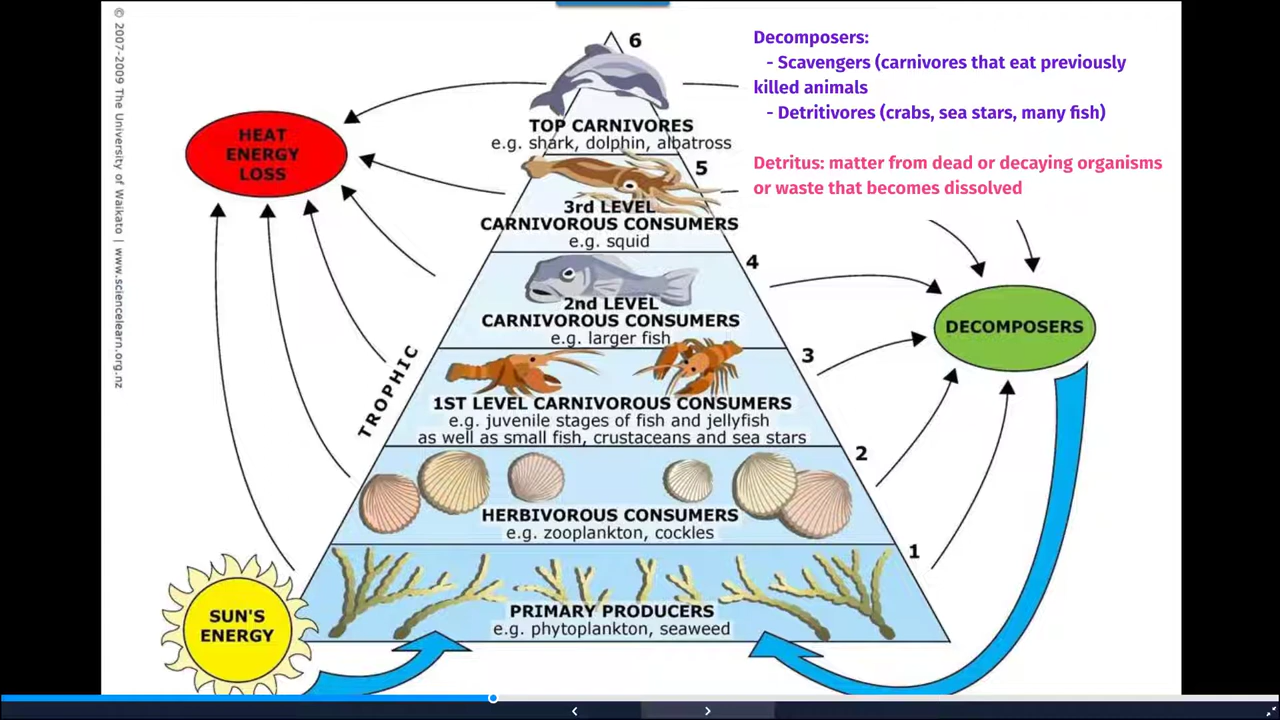 © 2007-2009 The University of Waikato | www.sciencelearn.org.nz
6
Decomposers:
- Scavengers (carnivores that eat previously
killed animals
- Detritivores (crabs, sea stars, many fish)
Detritus: matter from dead or decaying organisms
or waste that becomes dissolved
HEAT
ENERGY
LOSS
TOP CARNIVORES
e.g. shark, dolphin, albatross
5
3rd LEVEL
CARNIVOROUS CONSUMERS
e.g. squid
4
2nd LEVEL
CARNIVOROUS CONSUMERS
e.g. larger fish
DECOMPOSERS
TROPHIC
3
1ST LEVEL CARNIVOROUS CONSUMERS
e.g. juvenile stages of fish and jellyfish
as well as small fish, crustaceans and sea stars
2
HERBIVOROUS CONSUMERS
e.g. zooplankton, cockles
1
SUN'S
ENERGY
PRIMARY PRODUCERS
e.g. phytoplankton, seaweed